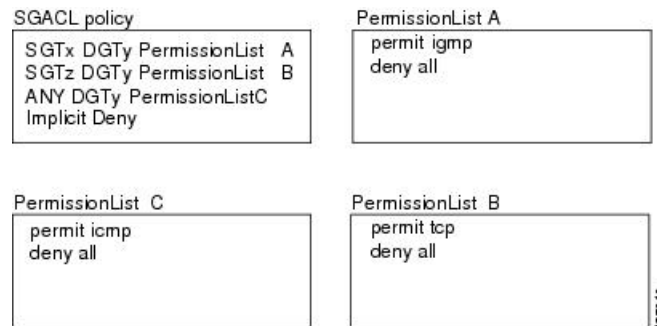 SGACL policy
SGTx DGTy PermissionList A
SGTz DGTy PermissionList B
ANY DGTy PermissionListC
Implicit Deny
PermissionList A
permit igmp
deny all
PermissionList C
permit icmp
deny all
PermissionList B
permit tcp
deny all